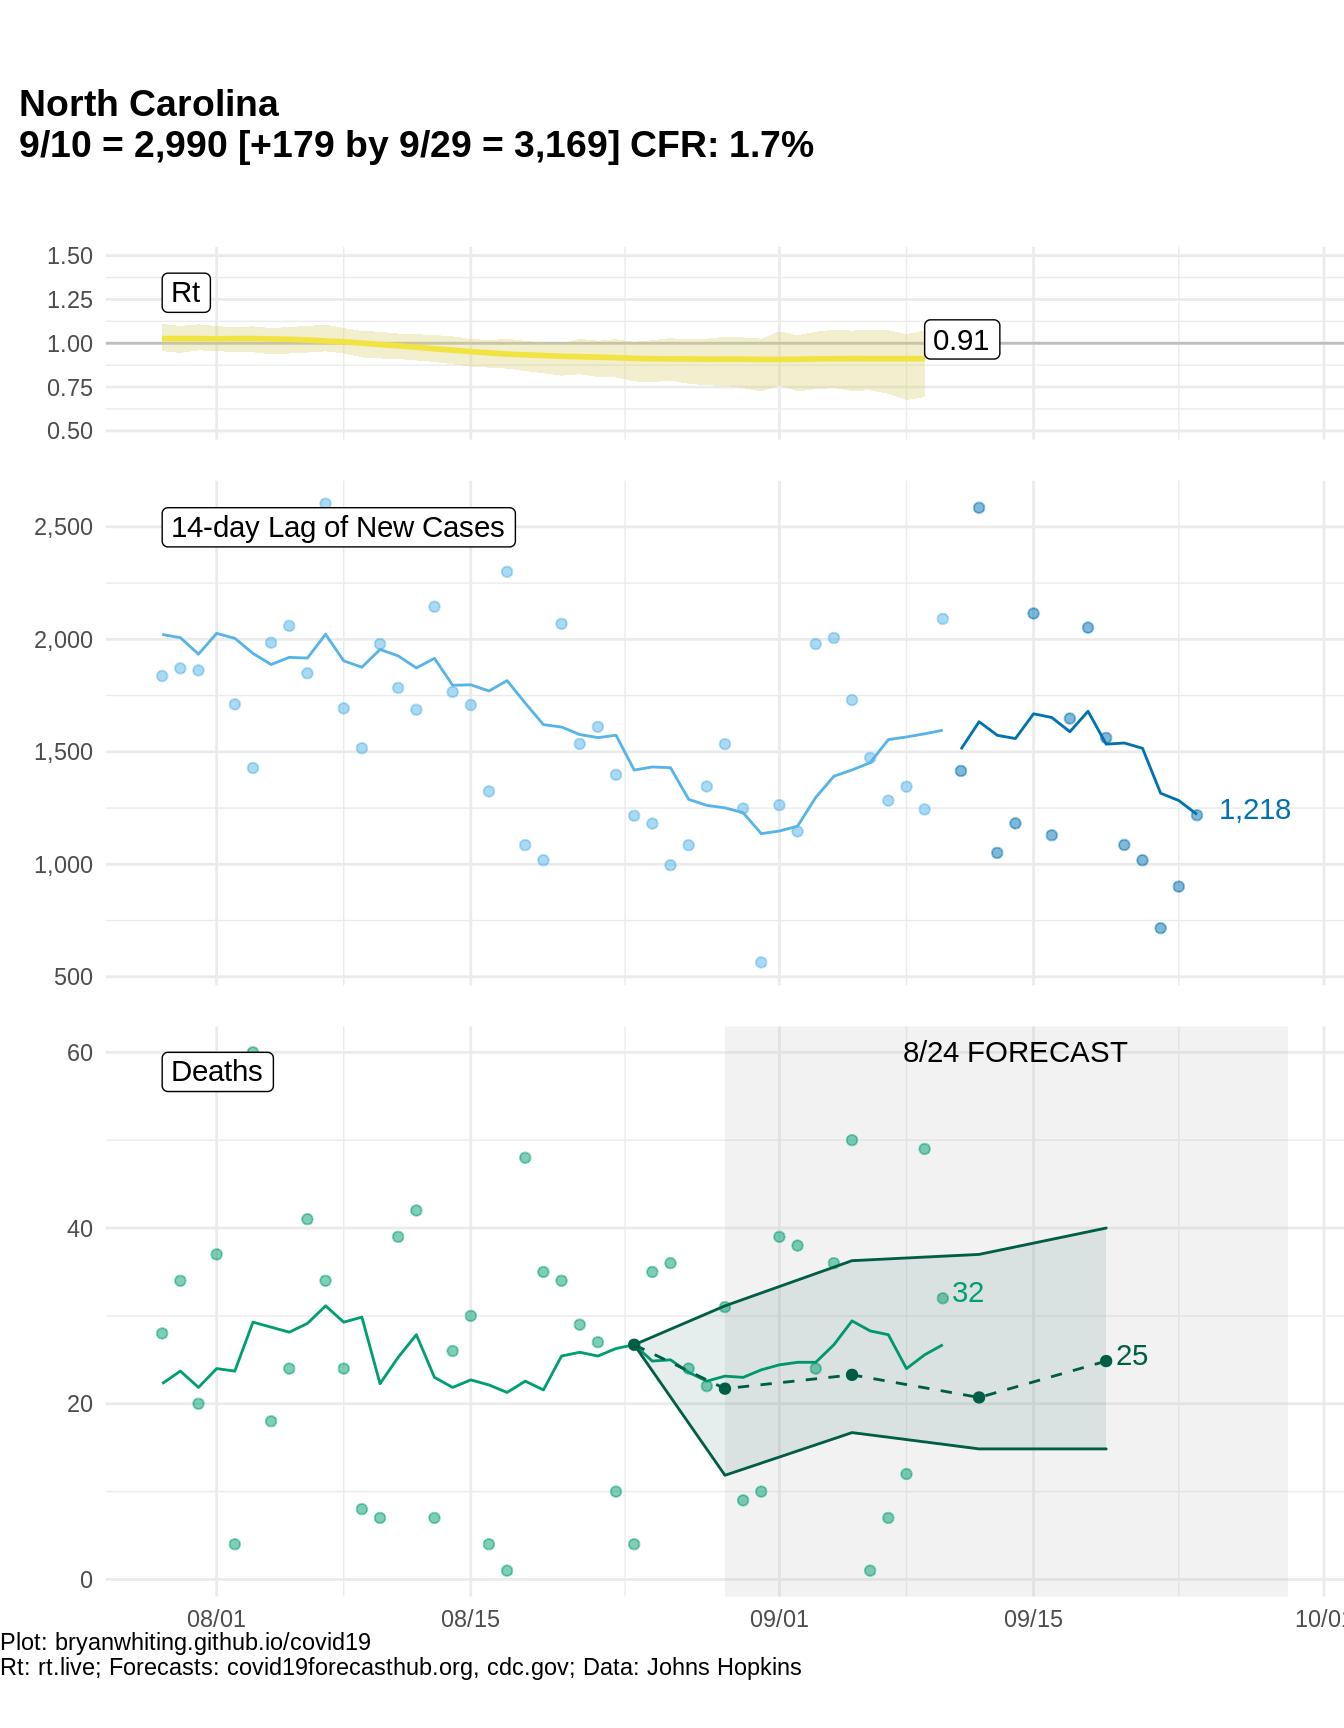 North Carolina
9/10 = 2,990 [+179 by 9/29 = 3,169] CFR: 1.7%
1.50
1.25
1.00
0.75
0.50
Rt
0.91
2,500
2,000
1,500
1,000
500
14-day Lag of New Cases
1,218
60
40
20
0
Deaths
8/24 FORECAST
32
25
08/01
08/15
09/01
09/15
Plot: bryanwhiting.github.io/covid19
Rt: rt.live; Forecasts: covid19forecasthub.org, cdc.gov; Data: Johns Hopkins